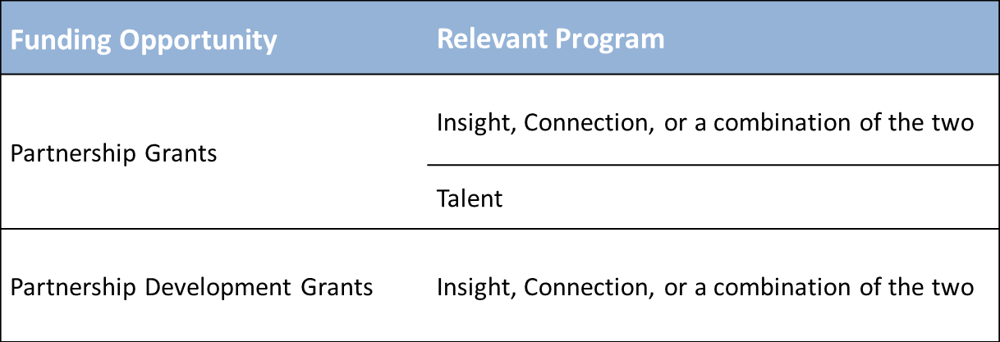 Funding Opportunity
Relevant Program
Partnership Grants
Insight, Connection, or a combination of the two
Talent
Partnership Development Grants
Insight, Connection, or a combination of the two